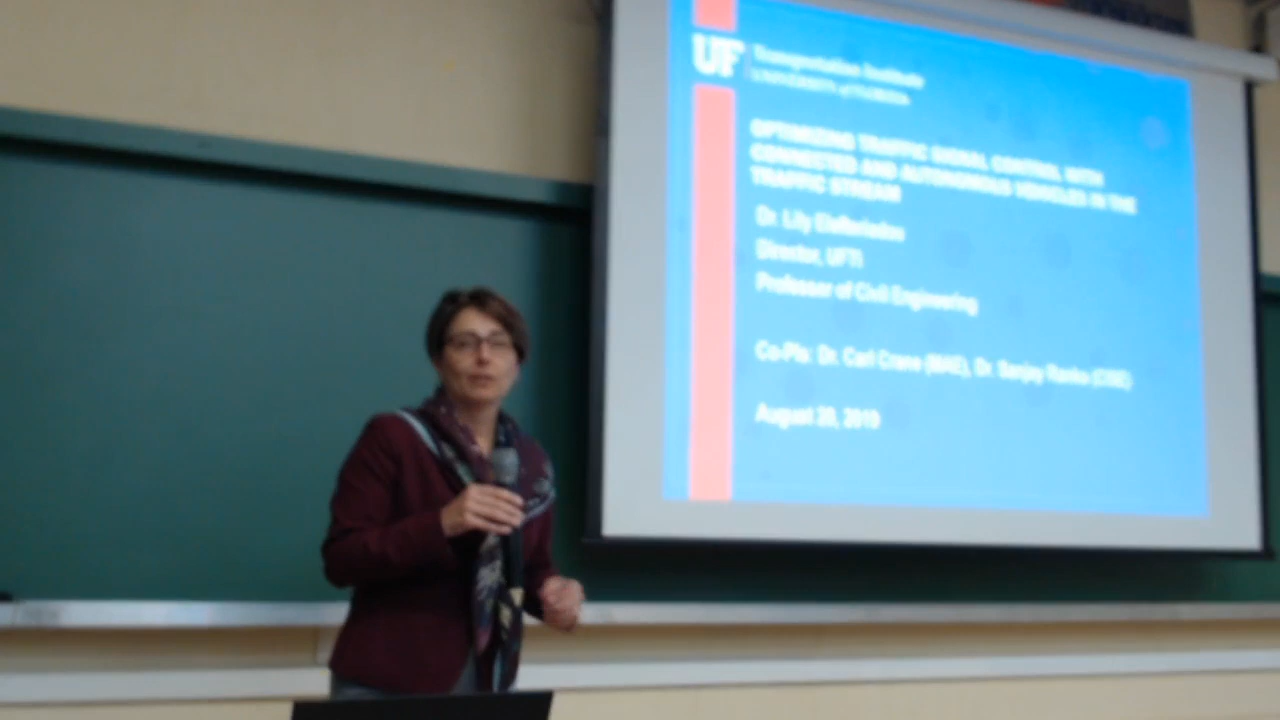 UF Transportation Institute
UNIVERSITY of FLORIDA
OPTIMIZING TRAFFIC SIGNAL CONTROL WITH
CONNECTED AND AUTONOMOUS VEHICLES IN THE
TRAFFIC STREAM
Dr. Lily Elefteriadou
Director, UFTI
Professor of Civil Engineering
Co-PIs: Dr. Carl Crane (MAE), Dr. Sanjay Ranka (CISE)
August 20, 2019